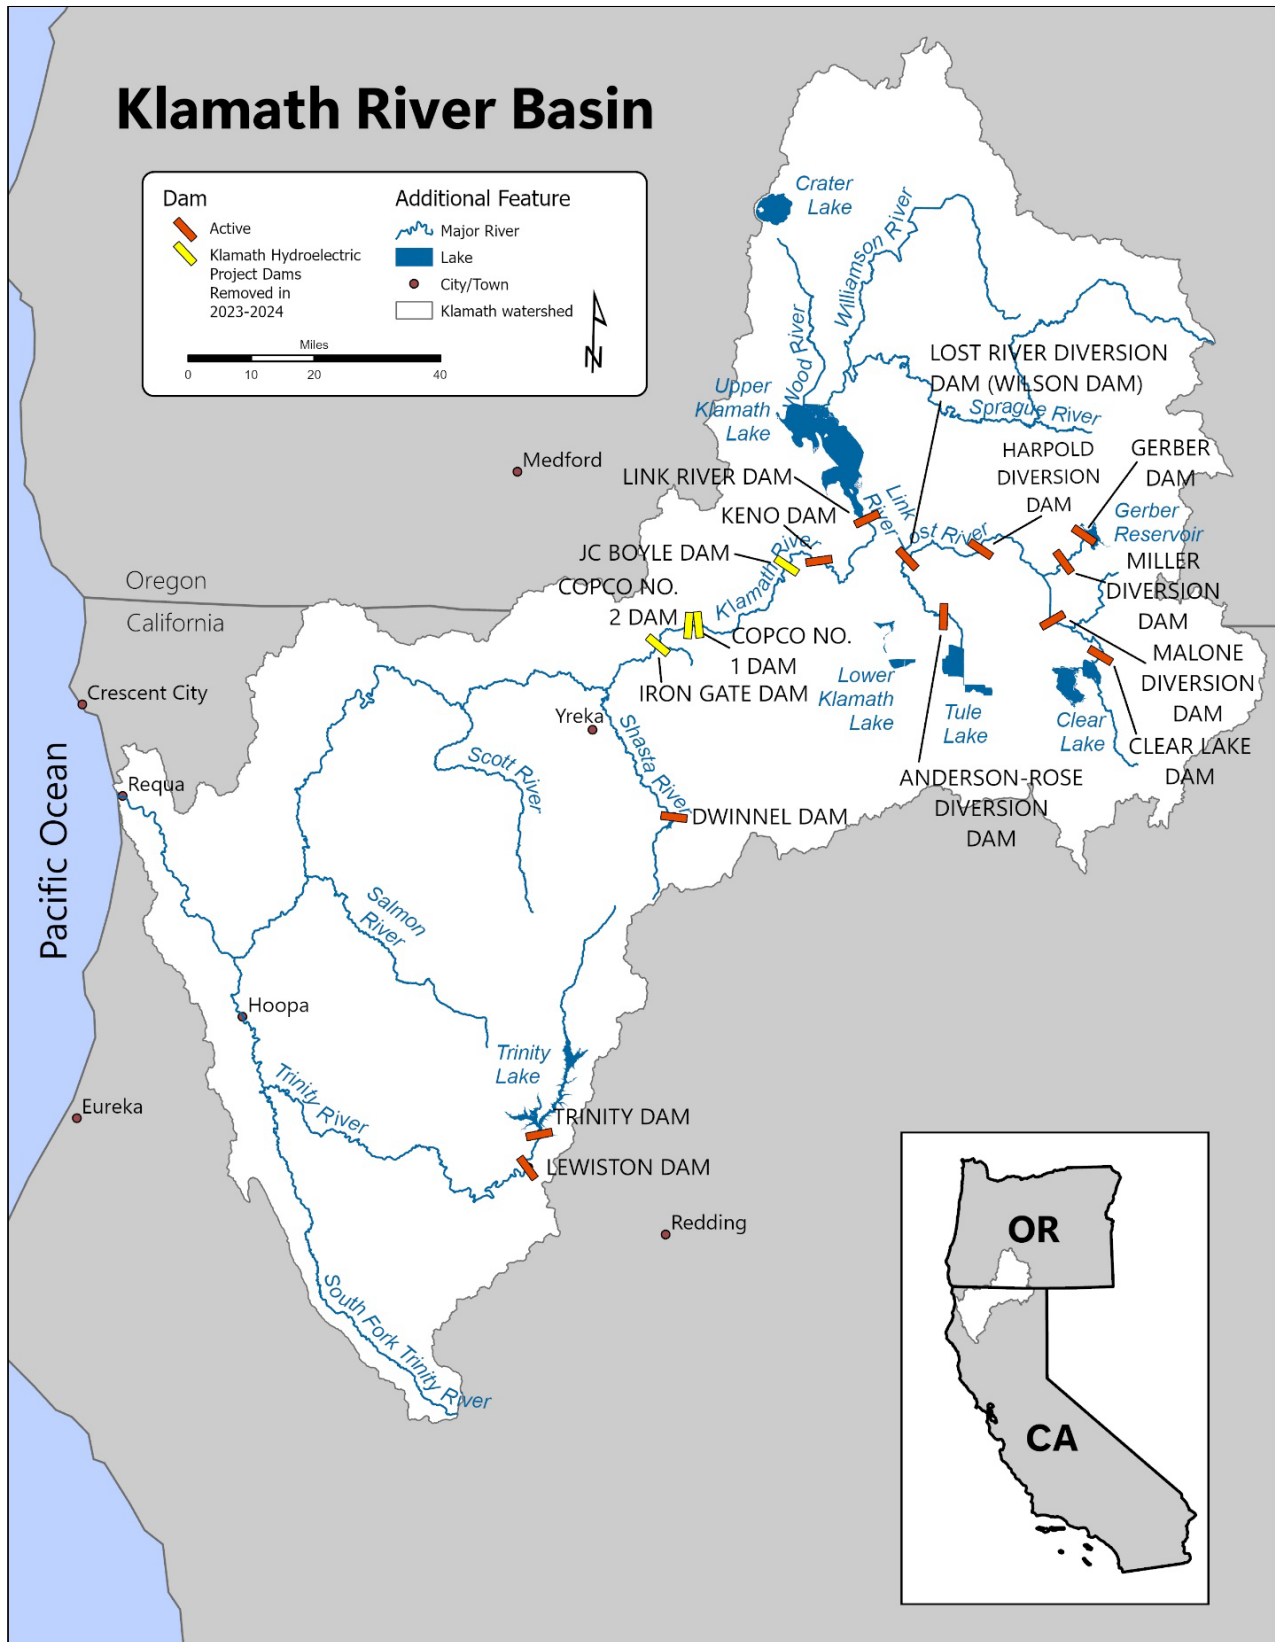 Klamath River Basin
Dam
Active
Klamath Hydroelectric
Project Dams
Removed in
2023-2024
Additional Feature
Major River
Lake
City/Town
Klamath watershed
Miles
0 10 20 40
N
Crater
Lake
Williamson River
Wood River
Upper
Klamath
Lake
LOST RIVER DIVERSION
DAM (WILSON DAM)
Sprague River
Medford
LINK RIVER DAM
Link
River
HARPOLD
DIVERSION
DAM
GERBER
DAM
Gerber
Reservoir
KENO DAM
ost River
JC BOYLE DAM
Klamath River
MILLER
DIVERSION
DAM
Oregon
California
COPCO NO.
2 DAM
COPCO NO.
1 DAM
IRON GATE DAM
Lower
Klamath
Lake
Tule
Lake
Clear
Lake
MALONE
DIVERSION
DAM
CLEAR LAKE
DAM
ANDERSON-ROSE
DIVERSION
DAM
Crescent City
Yreka
Shasta River
Scott River
DWINNEL DAM
Requa
Pacific Ocean
Salmon
River
Hoopa
Trinity
Lake
Trinity River
TRINITY DAM
LEWISTON DAM
Eureka
Redding
South Fork Trinity River
OR
CA